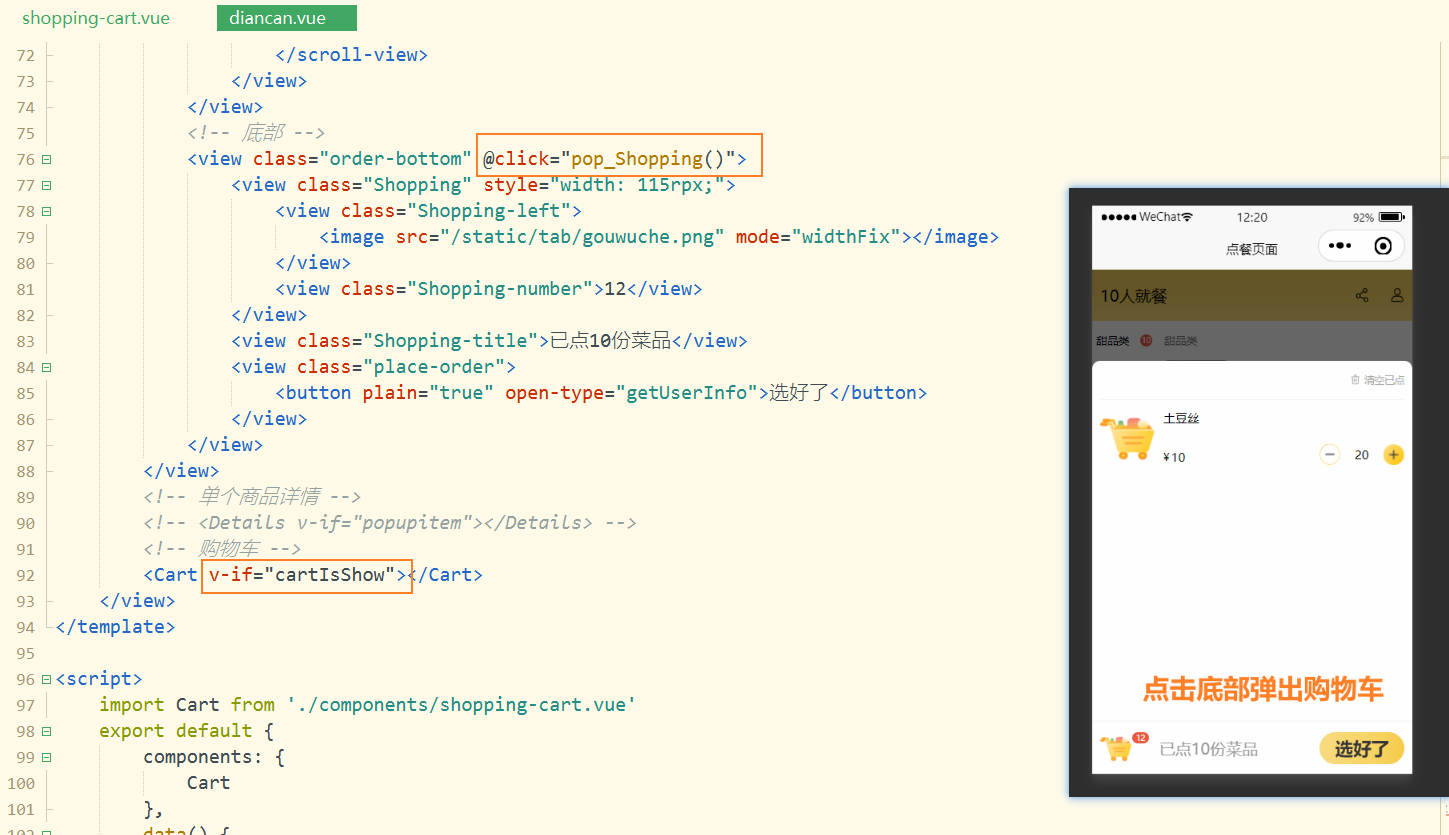 shopping-cart.vue
diancan.vue
72 </scroll-view>
73 </view>
74 </view>
75 <!-- 底部 -->
76 <view class="order-bottom" @click="pop_Shopping()">
77 <view class="Shopping" style="width: 115rpx;">
78 <view class="Shopping-left">
79 <image src="/static/tab/gouwuche.png" mode="widthFix"></image>
80 </view>
81 <view class="Shopping-number">12</view>
82 </view>
83 <view class="Shopping-title">已点10份菜品</view>
84 <view class="place-order">
85 <button plain="true" open-type="getUserInfo">选好了</button>
86 </view>
87 </view>
88 </view>
89 <!-- 单个商品详情 -->
90 <!-- <Details v-if="popupitem"></Details> -->
91 <!-- 购物车 -->
92 <Cart v-if="cartIsShow"></Cart>
93 </view>
94 </template>
95
96 <script>
97 import Cart from './components/shopping-cart.vue'
98 export default {
99 components: {
100 Cart
101 },
102 data() {
WeChat 12:20 92%
点餐页面
10人就餐
甜品类 10 甜品类
清空已点
土豆丝
¥10 20
点击底部弹出购物车
12 已点10份菜品 选好了